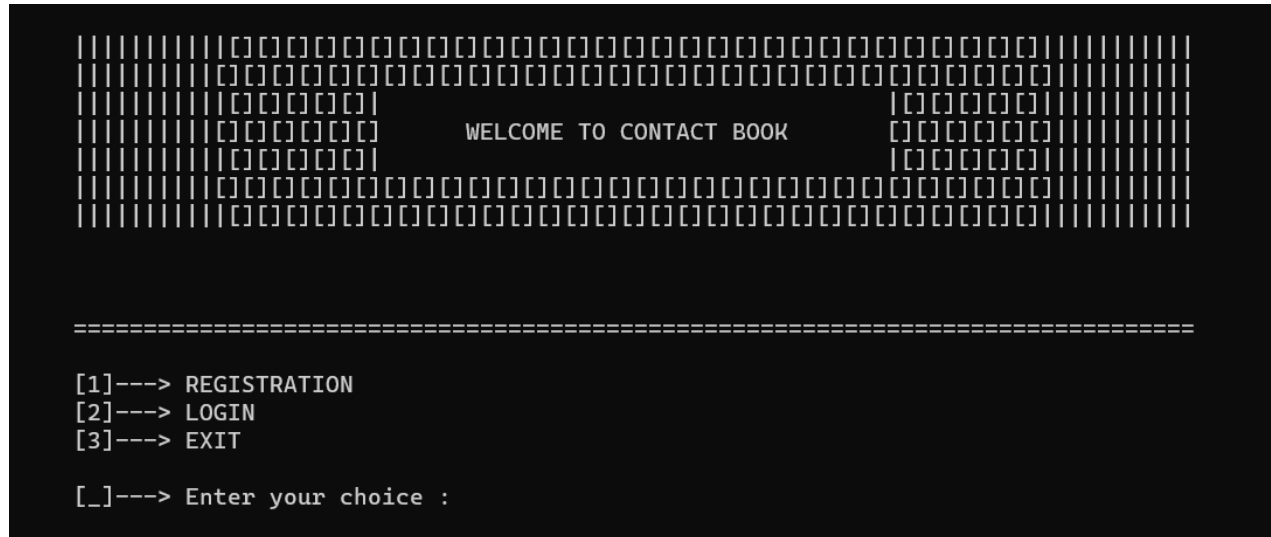 |||||||||||[][][][][][][][][][][][][][][][][][][][][][][][][][][][][]|||||||||||
||||||||||[][][][][][][][][][][][][][][][][][][][][][][][][][][][][][]||||||||||
|||||||||||[][][][][]|                                    |[][][][][]|||||||||||
||||||||||[][][][][][]      WELCOME TO CONTACT BOOK       [][][][][][]||||||||||
|||||||||||[][][][][]|                                    |[][][][][]|||||||||||
||||||||||[][][][][][][][][][][][][][][][][][][][][][][][][][][][][][]||||||||||
|||||||||||[][][][][][][][][][][][][][][][][][][][][][][][][][][][][]|||||||||||
================================================================================
[1]---> REGISTRATION
[2]---> LOGIN
[3]---> EXIT
[_]---> Enter your choice :